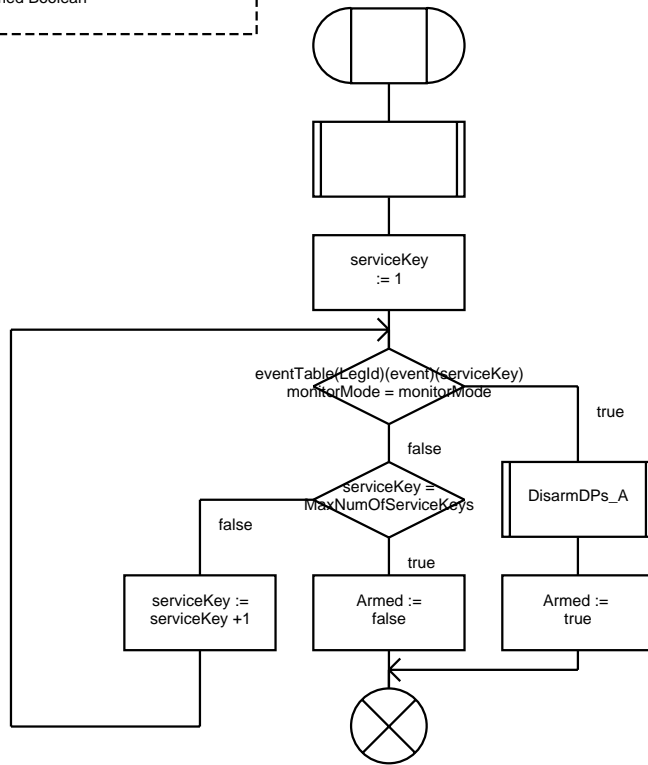 Boolean
serviceKey
:= 1
eventTable(LegId)(event)(serviceKey)
monitorMode = monitorMode
true
false
serviceKey =
MaxNumOfServiceKeys
DisarmDPs_A
false
true
serviceKey :=
serviceKey +1
Armed :=
false
Armed :=
true